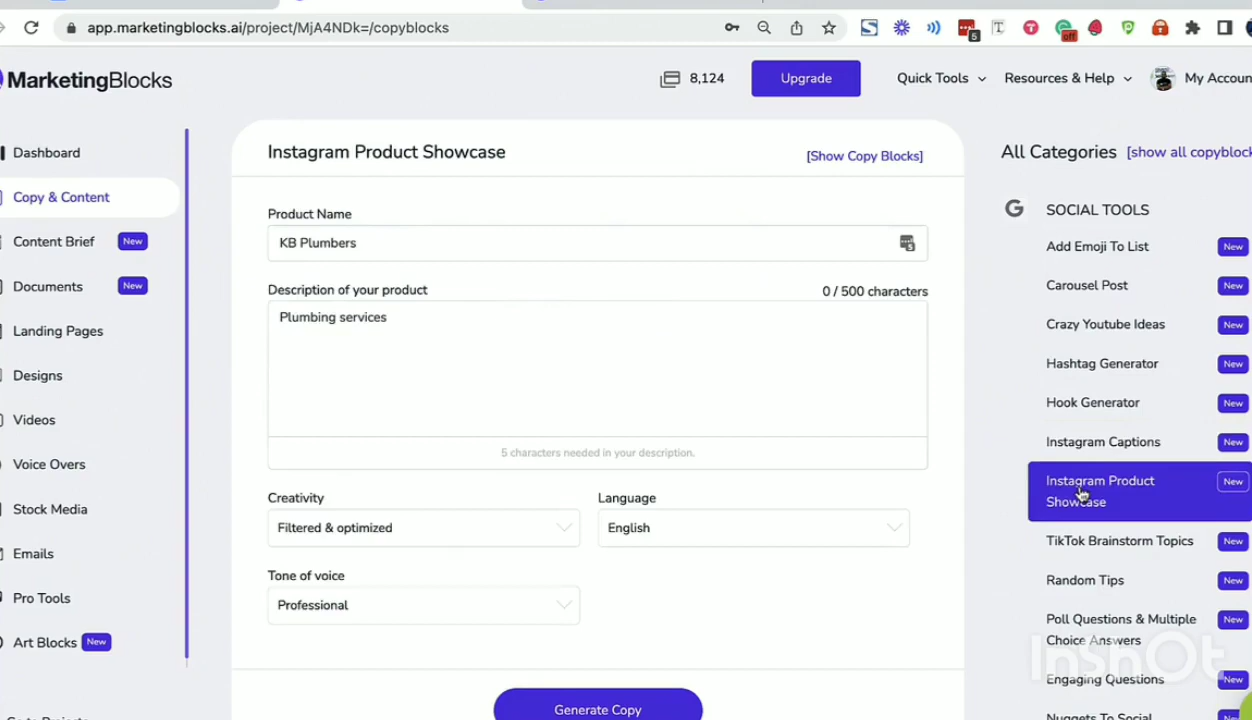 app.marketingblocks.ai/project/MjA4NDk=/copyblocks
5
T
off
MarketingBlocks
8,124
Upgrade
Quick Tools
Resources & Help
My Accoun
Dashboard
Copy & Content
Content Brief New
Documents New
Landing Pages
Designs
Videos
Voice Overs
Stock Media
Emails
Pro Tools
Art Blocks New
Instagram Product Showcase
[Show Copy Blocks]
Product Name
KB Plumbers
Description of your product
0 / 500 characters
Plumbing services
5 characters needed in your description.
Creativity
Language
Filtered & optimized
English
Tone of voice
Professional
Generate Copy
All Categories [show all copyblock
G SOCIAL TOOLS
Add Emoji To List New
Carousel Post New
Crazy Youtube Ideas New
Hashtag Generator New
Hook Generator New
Instagram Captions New
Instagram Product New
Showcase
TikTok Brainstorm Topics New
Random Tips New
Poll Questions & Multiple New
Choice Answers
InShOt
Engaging Questions New
Nuggets To Social New